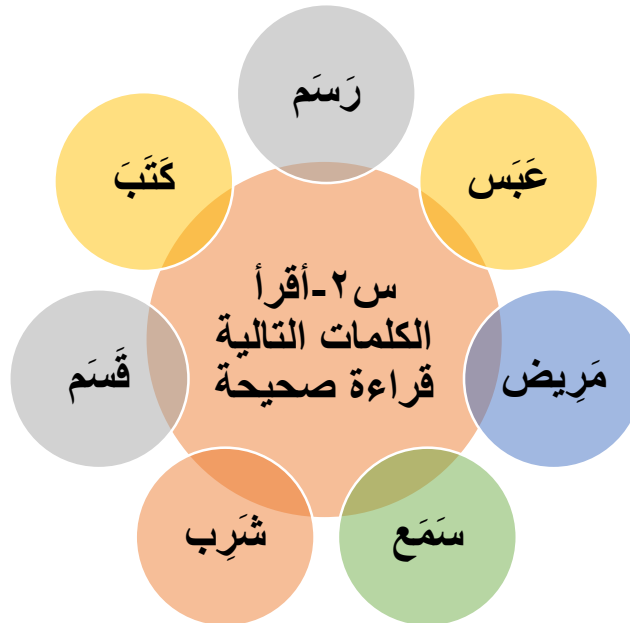 رَسَم
عَبَس
كَتَبَ
س٢-أقرأ
الكلمات التالية
قراءة صحيحة
مَرِيض
قَسَم
سَمَع
شَرِب